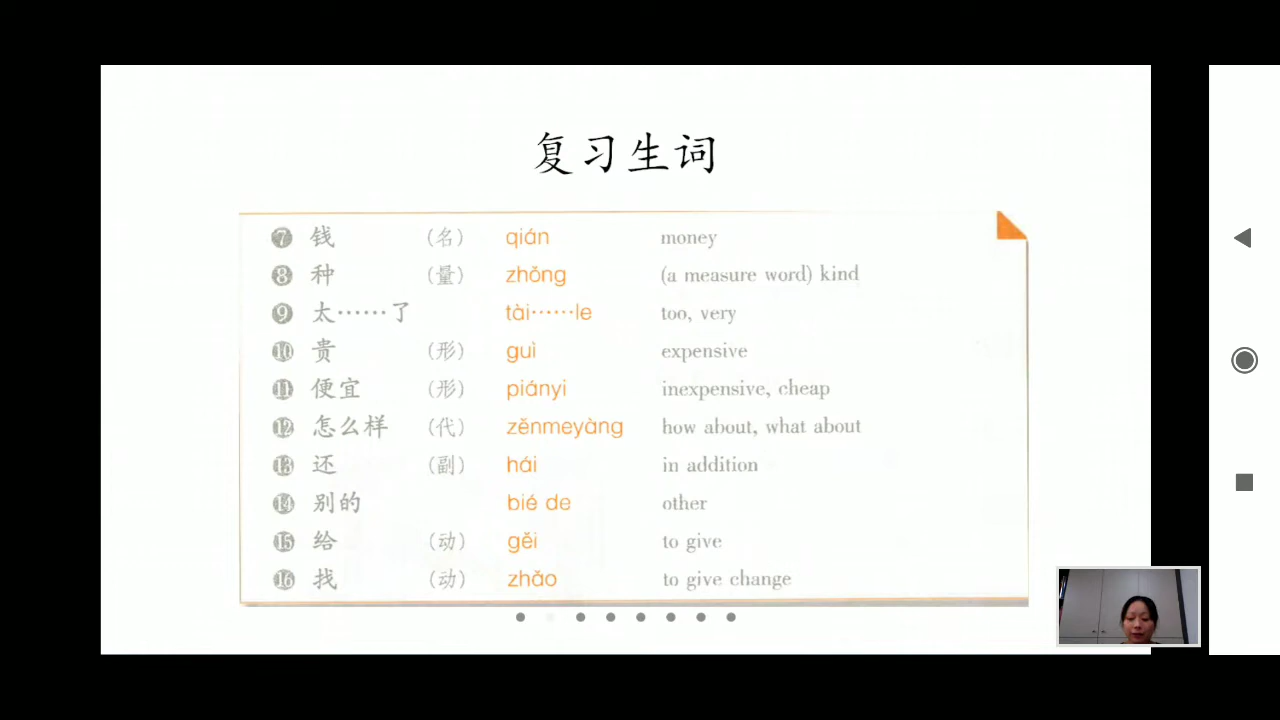 复习生词
7 钱 (名) qián money
8 种 (量) zhǒng (a measure word) kind
9 太……了 tài……le too, very
10 贵 (形) guì expensive
11 便宜 (形) piányi inexpensive, cheap
12 怎么样 (代) zěnmeyàng how about, what about
13 还 (副) hái in addition
14 别的 bié de other
15 给 (动) gěi to give
16 找 (动) zhǎo to give change